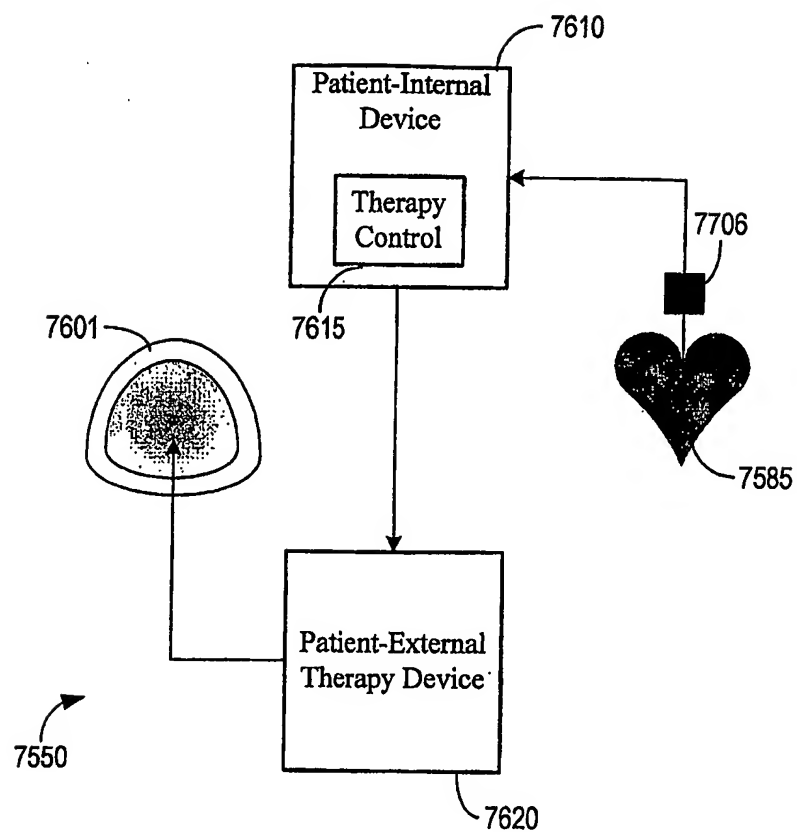 7610
Patient-Internal
Device
Therapy
Control
7706
7615
7601
7585
Patient-External
Therapy Device
7550
7620